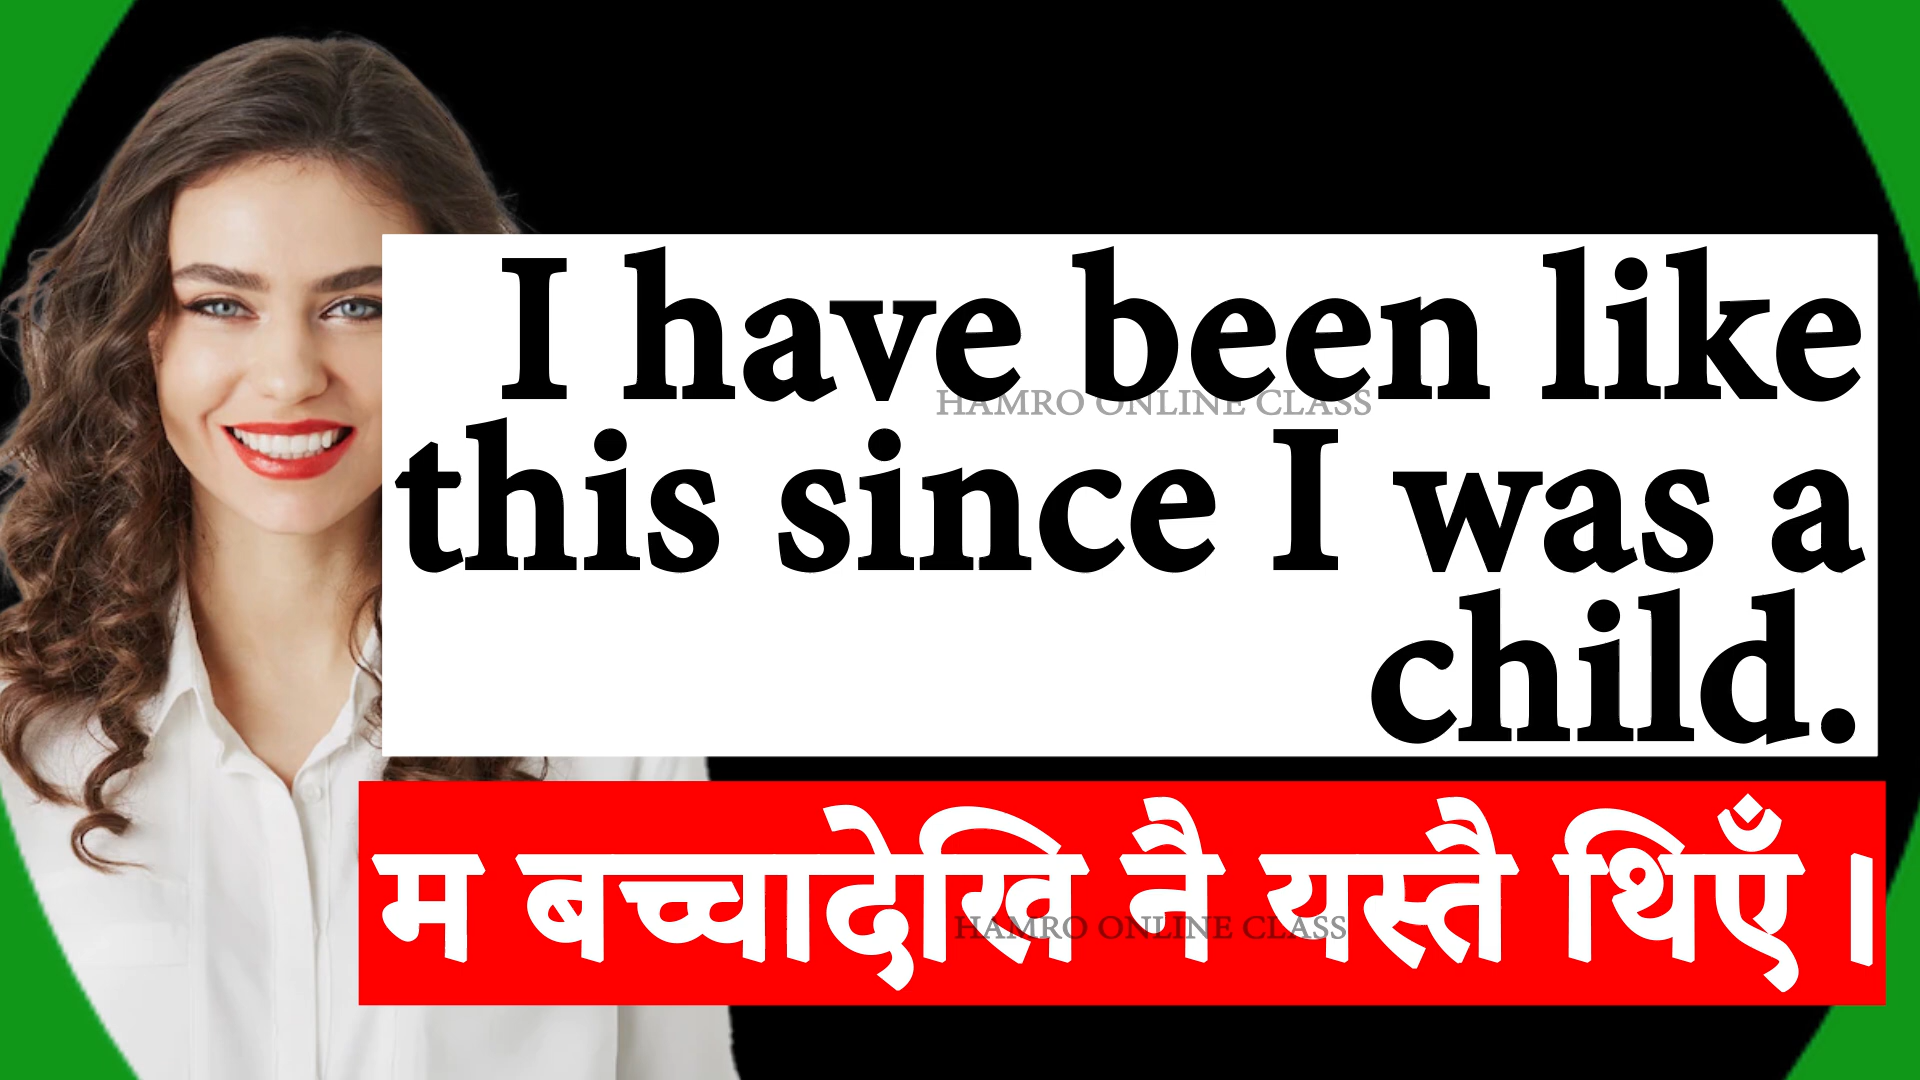 I have been like
HAMRO ONLINE CLASS
this since I was a
child.
म बच्चादेखि नै यस्तै थिएँ ।
HAMRO ONLINE CLASS